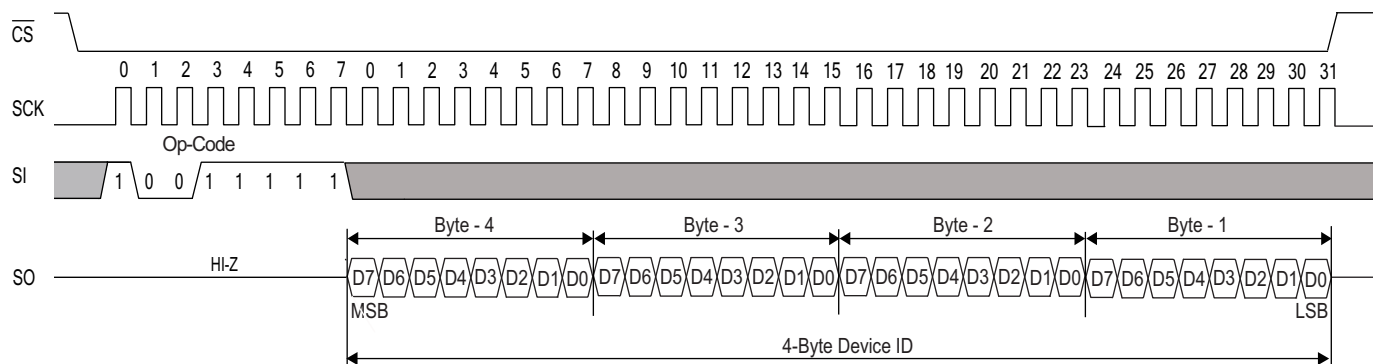 CS
0 1 2 3 4 5 6 7 0 1 2 3 4 5 6 7 8 9 10 11 12 13 14 15 16 17 18 19 20 21 22 23 24 25 26 27 28 29 30 31
SCK
Op-Code
SI 1 0 0 1 1 1 1 1
Byte - 4 Byte - 3 Byte - 2 Byte - 1
SO HI-Z D7 D6 D5 D4 D3 D2 D1 D0 D7 D6 D5 D4 D3 D2 D1 D0 D7 D6 D5 D4 D3 D2 D1 D0 D7 D6 D5 D4 D3 D2 D1 D0
MSB LSB
4-Byte Device ID